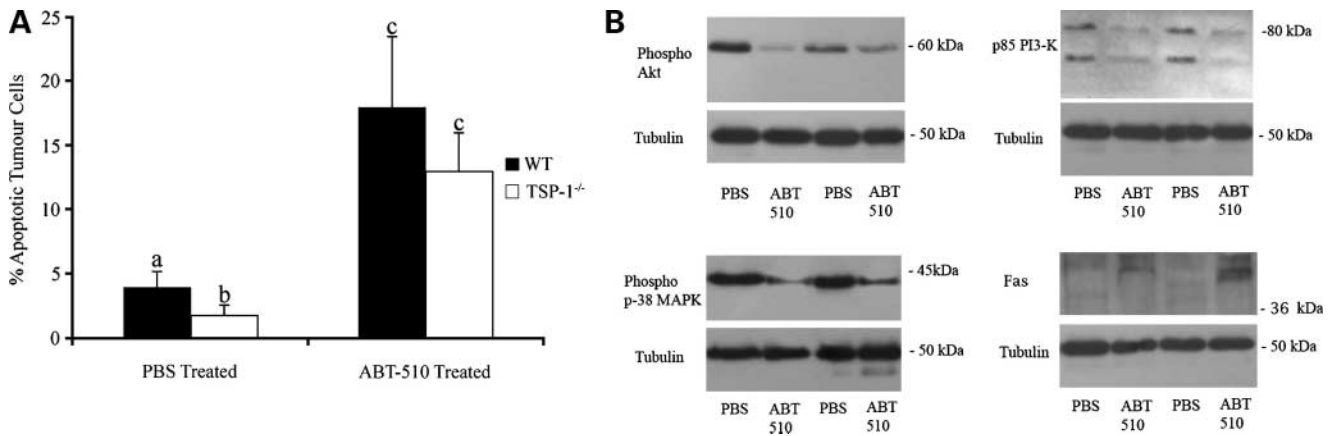 A
% Apoptotic Tumour Cells
25
20
15
10
5
0
a
b
c
c
WT
TSP-1-/-
PBS Treated
ABT-510 Treated
B
Phospho
Akt
- 60 kDa
Tubulin
- 50 kDa
PBS ABT PBS ABT
510 510
p85 PI3-K
-80 kDa
Tubulin
- 50 kDa
PBS ABT PBS ABT
510 510
Phospho
p-38 MAPK
- 45kDa
Tubulin
- 50 kDa
PBS ABT PBS ABT
510 510
Fas
- 36 kDa
Tubulin
- 50 kDa
PBS ABT PBS ABT
510 510